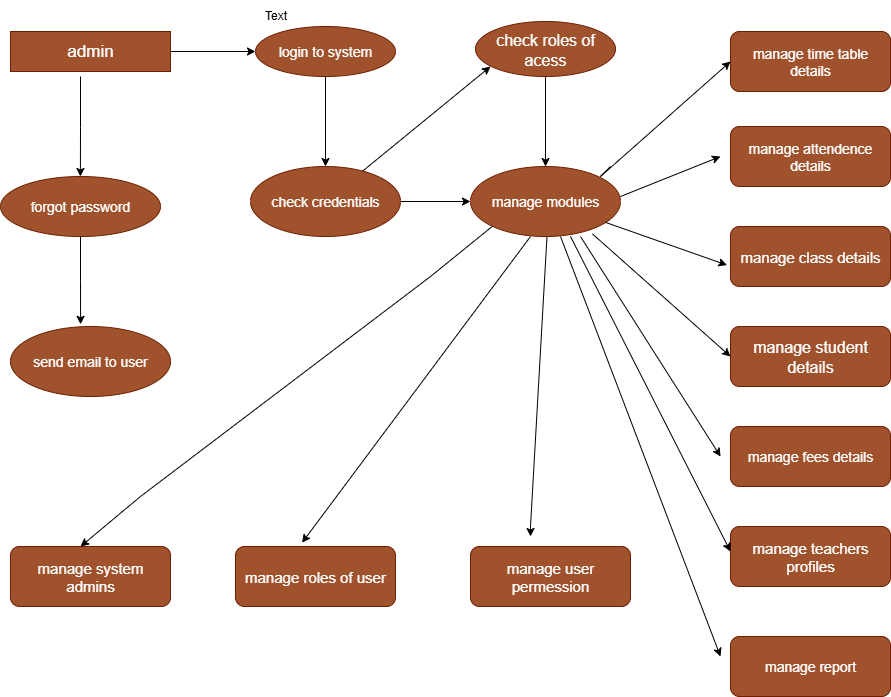 Text
admin
login to system
check roles of
acess
manage time table
details
manage attendence
details
forgot password
check credentials
manage modules
manage class details
send email to user
manage student
details
manage fees details
manage system
admins
manage roles of user
manage user
permession
manage teachers
profiles
manage report